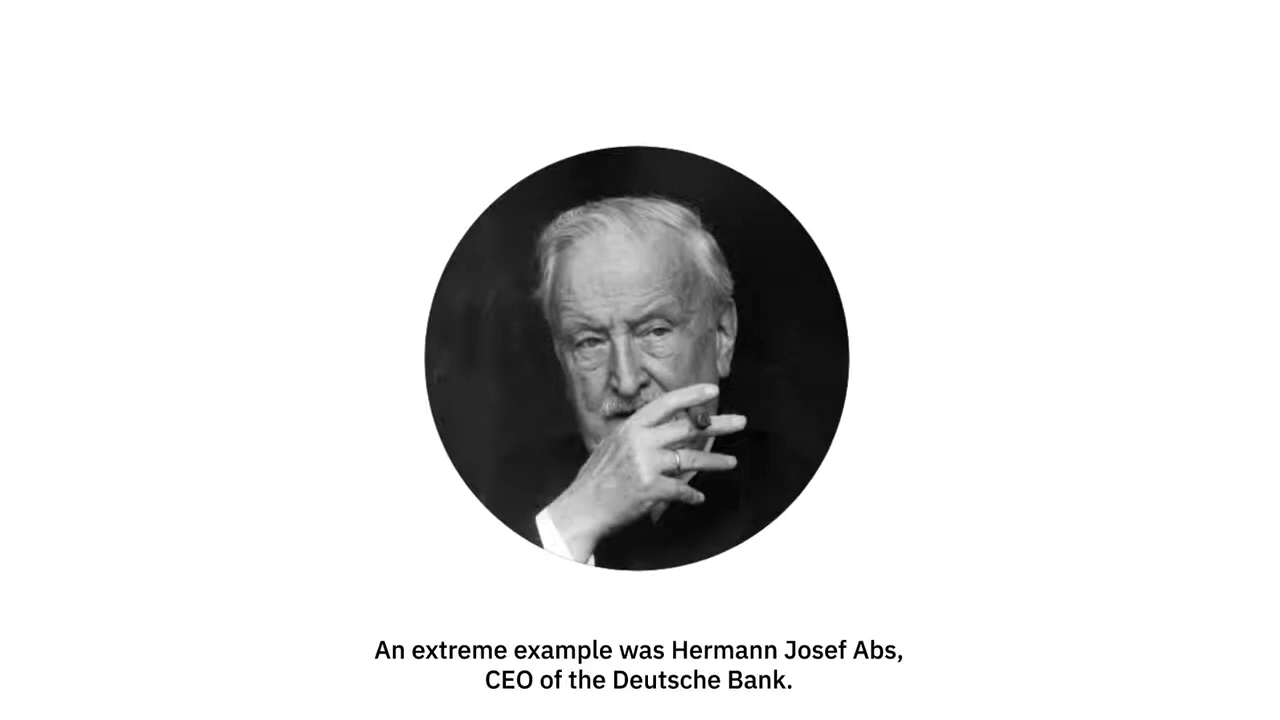 An extreme example was Hermann Josef Abs,
CEO of the Deutsche Bank.